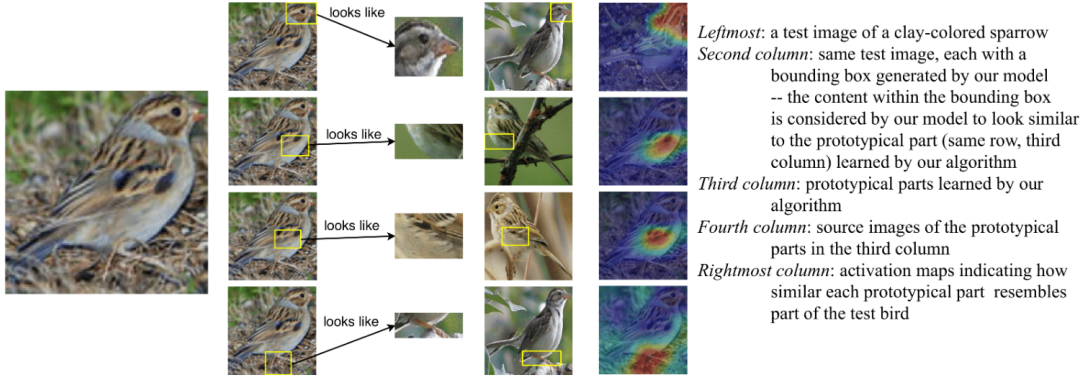 looks like
looks like
looks like
looks like
Leftmost: a test image of a clay-colored sparrow
Second column: same test image, each with a
bounding box generated by our model
-- the content within the bounding box
is considered by our model to look similar
to the prototypical part (same row, third
column) learned by our algorithm
Third column: prototypical parts learned by our
algorithm
Fourth column: source images of the prototypical
parts in the third column
Rightmost column: activation maps indicating how
similar each prototypical part resembles
part of the test bird